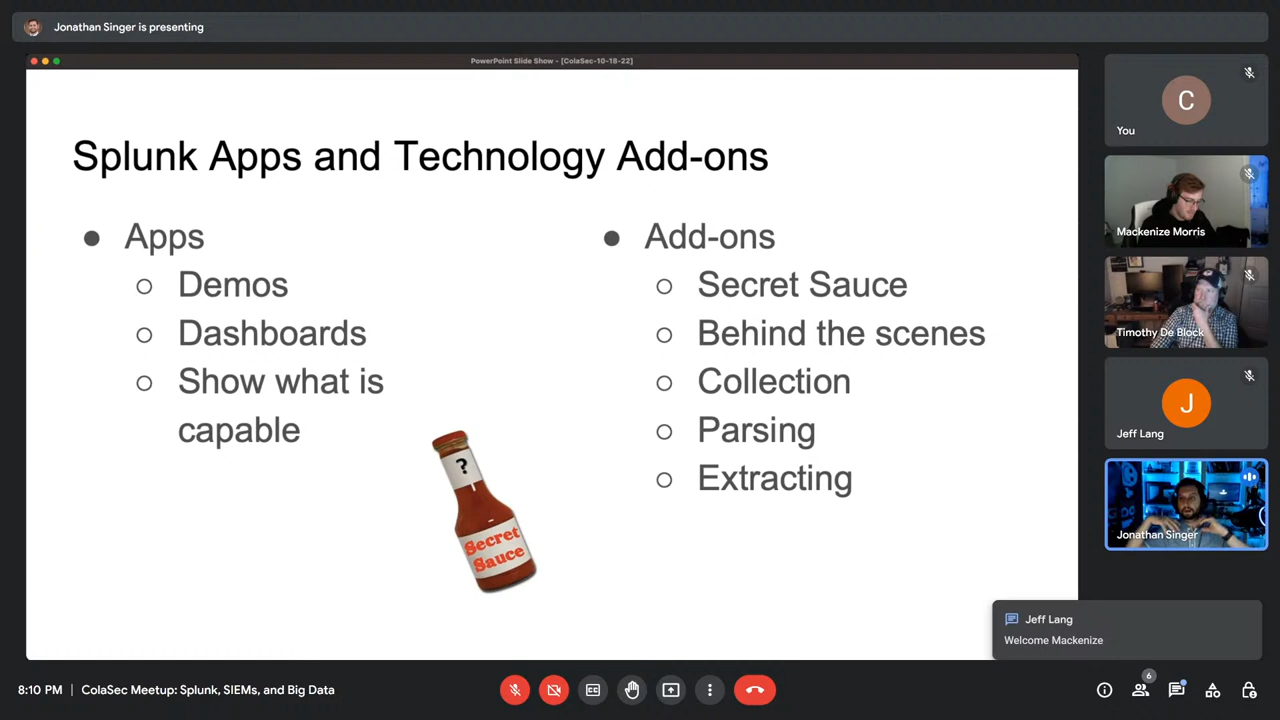 Jonathan Singer is presenting
PowerPoint Slide Show - [ColaSec-10-18-22]
Splunk Apps and Technology Add-ons
● Apps
○ Demos
○ Dashboards
○ Show what is
capable
● Add-ons
○ Secret Sauce
○ Behind the scenes
○ Collection
○ Parsing
○ Extracting
?
Secret
Sauce
C
You
Mackenize Morris
Timothy De Block
J
Jeff Lang
Jonathan Singer
Jeff Lang
Welcome Mackenize
8:10 PM | ColaSec Meetup: Splunk, SIEMs, and Big Data
CC
6